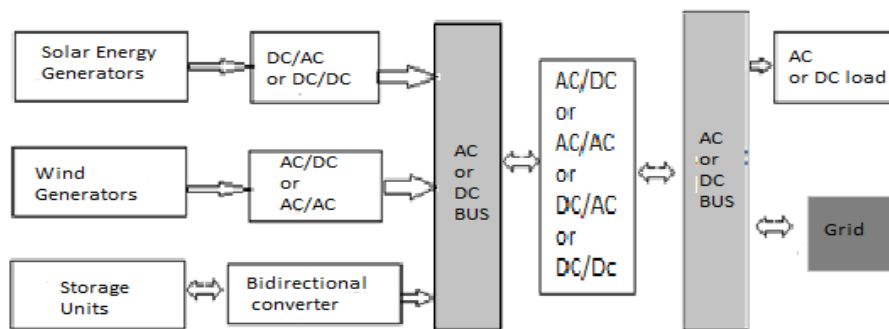 Solar Energy
Generators
DC/AC
or DC/DC
Wind
Generators
AC/DC
or
AC/AC
Storage
Units
Bidirectional
converter
AC
or
DC
BUS
AC/DC
or
AC/AC
or
DC/AC
or
DC/Dc
AC
or
DC
BUS
AC
or DC load
Grid